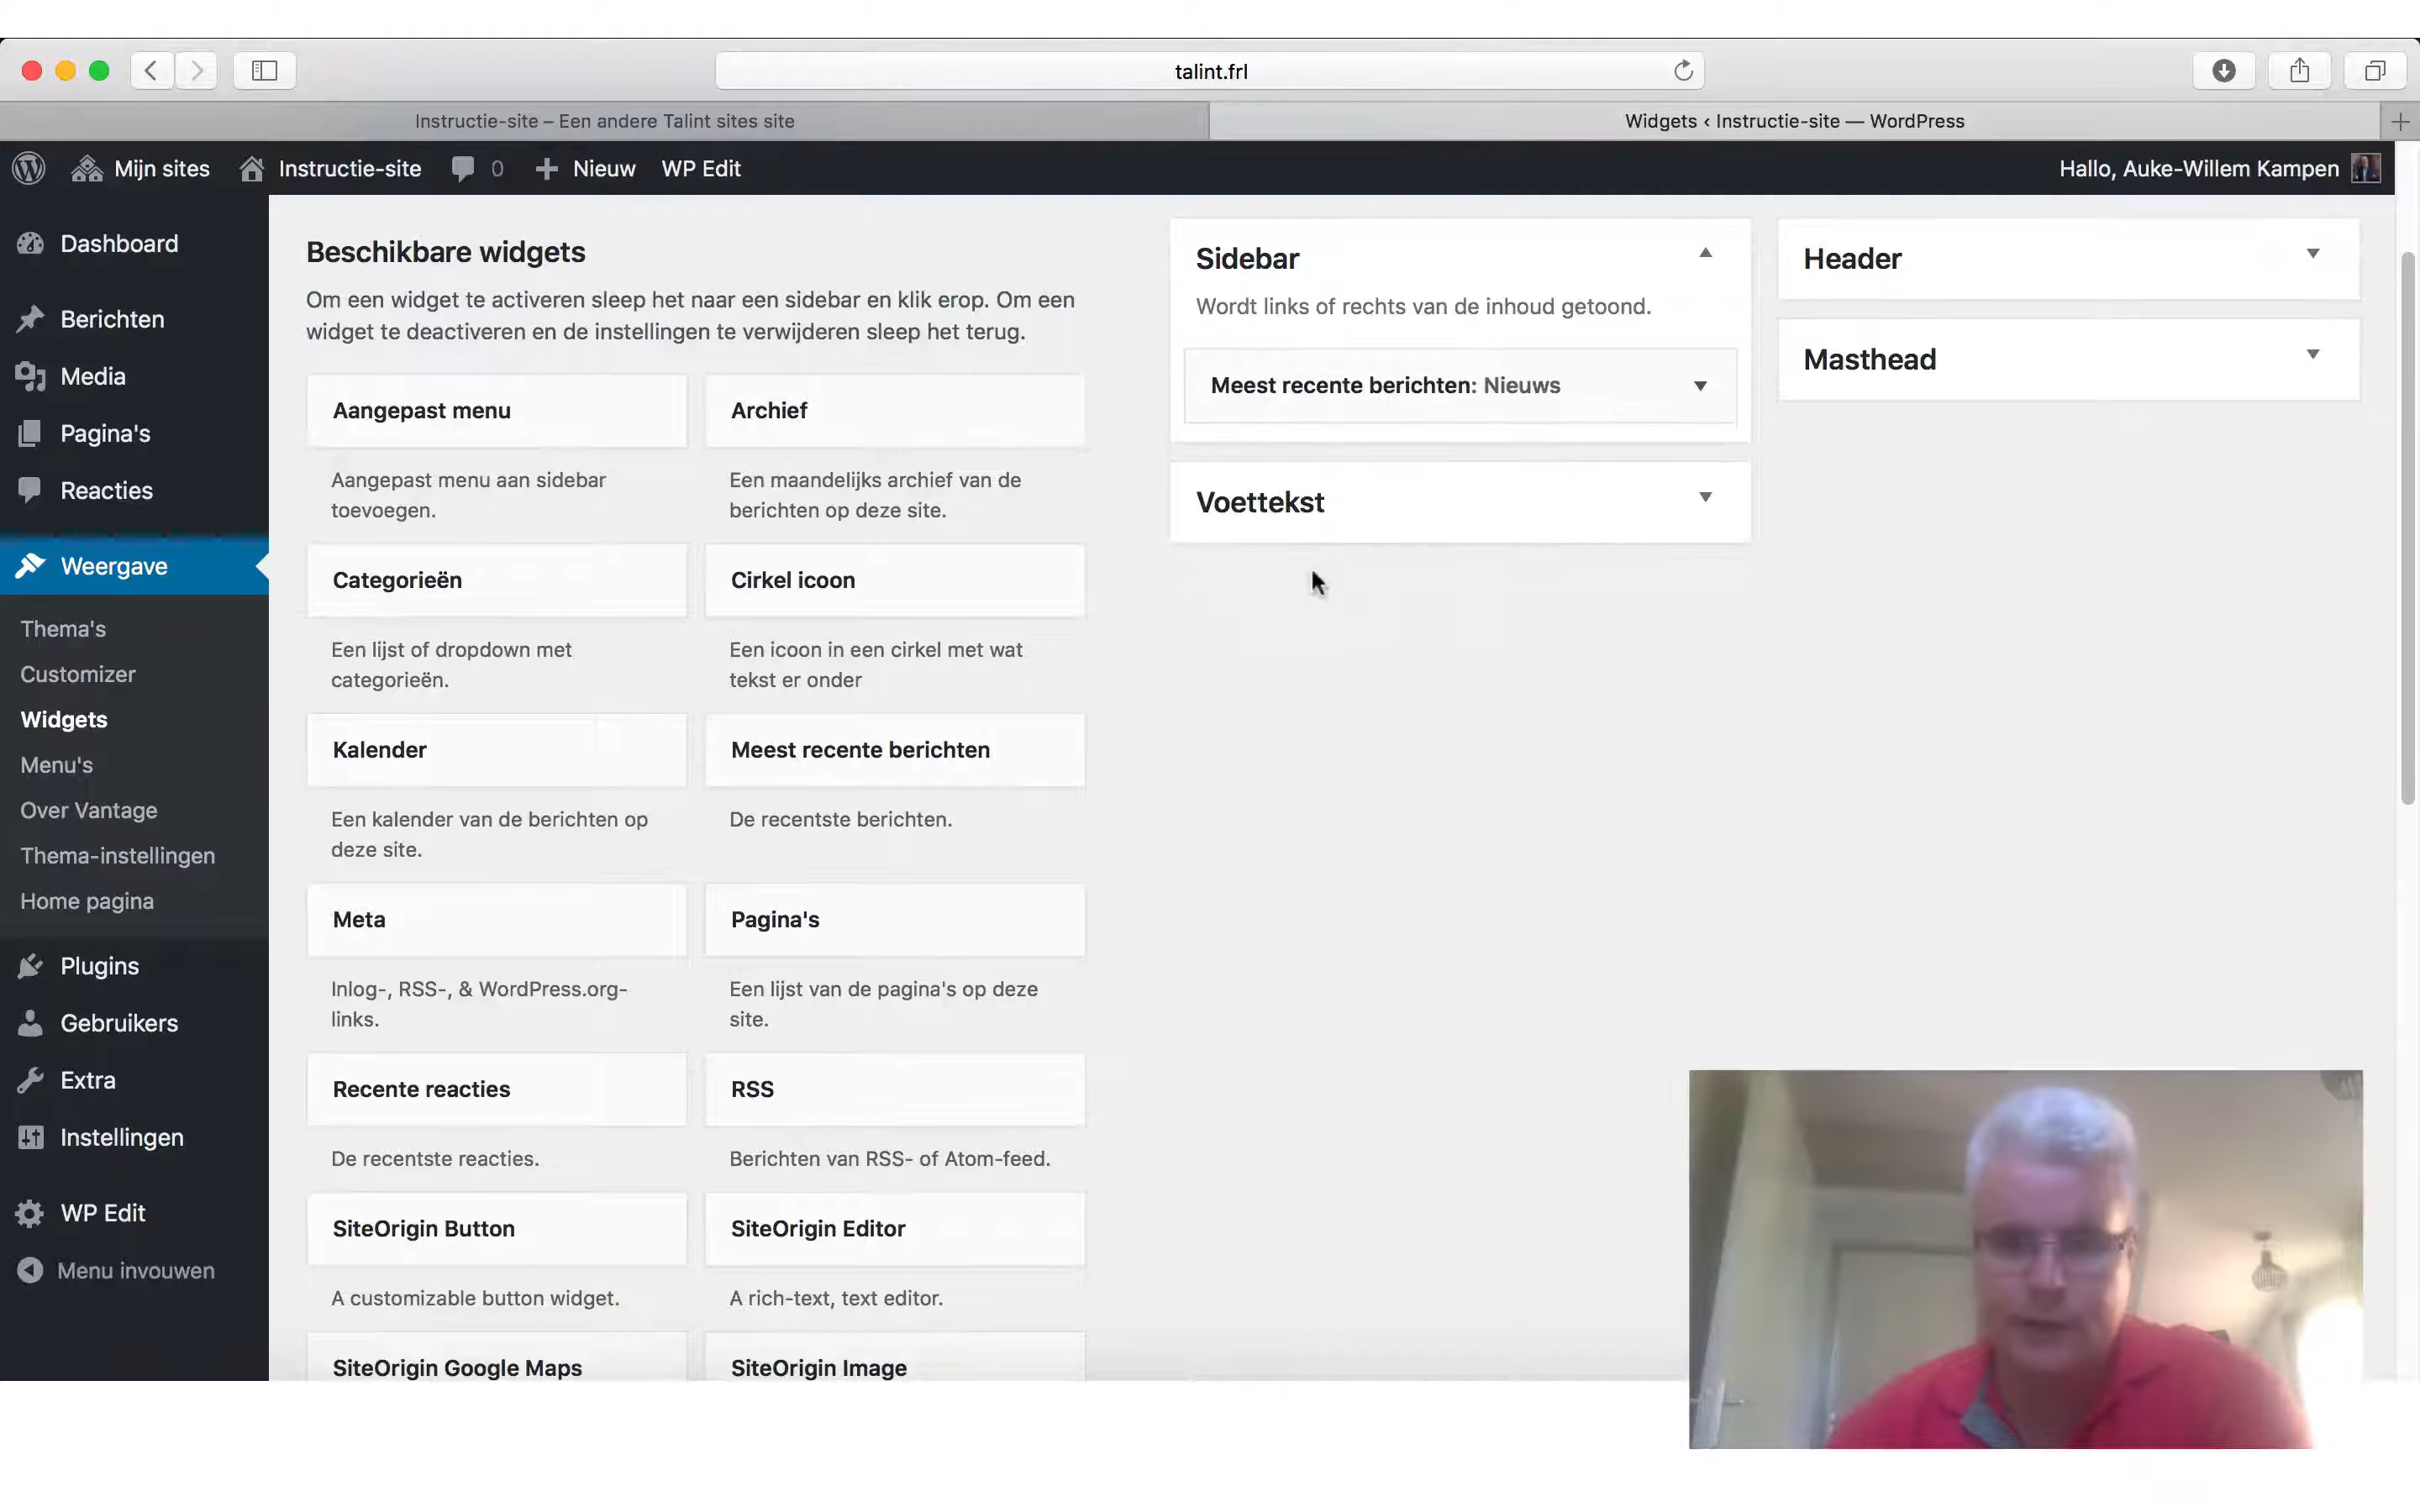 talint.frl
Instructie-site – Een andere Talint sites site
Widgets ‹ Instructie-site — WordPress
Mijn sites
Instructie-site
0
Nieuw
WP Edit
Hallo, Auke-Willem Kampen
Dashboard
Berichten
Media
Pagina's
Reacties
Weergave
Thema's
Customizer
Widgets
Menu's
Over Vantage
Thema-instellingen
Home pagina
Plugins
Gebruikers
Extra
Instellingen
WP Edit
Menu invouwen
Beschikbare widgets
Om een widget te activeren sleep het naar een sidebar en klik erop. Om een
widget te deactiveren en de instellingen te verwijderen sleep het terug.
Aangepast menu
Aangepast menu aan sidebar
toevoegen.
Archief
Een maandelijks archief van de
berichten op deze site.
Categorieën
Een lijst of dropdown met
categorieën.
Cirkel icoon
Een icoon in een cirkel met wat
tekst er onder
Kalender
Een kalender van de berichten op
deze site.
Meest recente berichten
De recentste berichten.
Meta
Inlog-, RSS-, & WordPress.org-
links.
Pagina's
Een lijst van de pagina's op deze
site.
Recente reacties
De recentste reacties.
RSS
Berichten van RSS- of Atom-feed.
SiteOrigin Button
A customizable button widget.
SiteOrigin Editor
A rich-text, text editor.
SiteOrigin Google Maps
SiteOrigin Image
Sidebar
Wordt links of rechts van de inhoud getoond.
Meest recente berichten: Nieuws
Voettekst
Header
Masthead